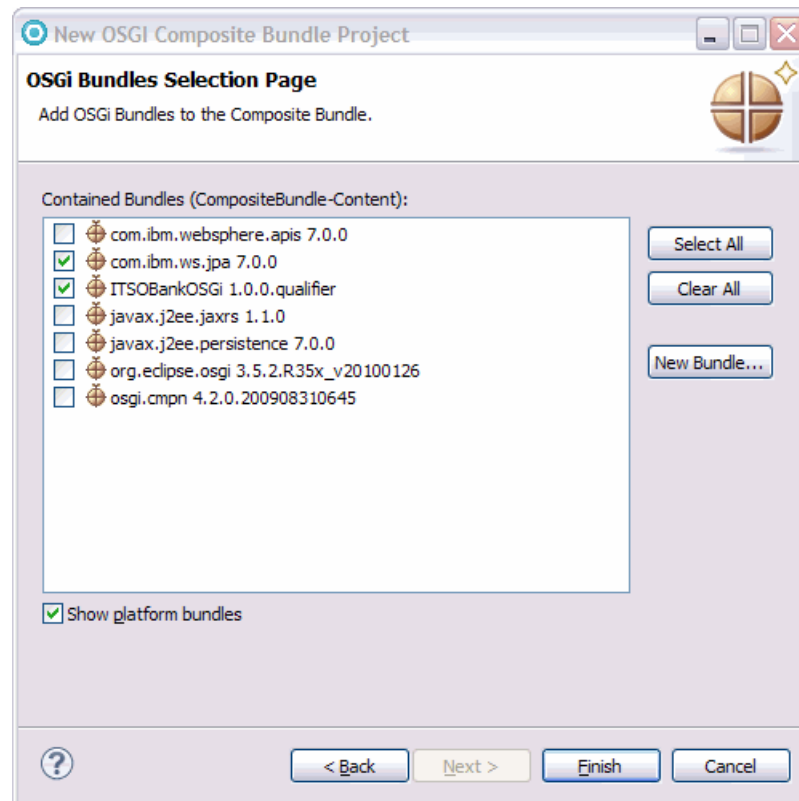 New OSGI Composite Bundle Project
OSGi Bundles Selection Page
Add OSGi Bundles to the Composite Bundle.
Contained Bundles (CompositeBundle-Content):
com.ibm.websphere.apis 7.0.0
com.ibm.ws.jpa 7.0.0
ITSOBankOSGi 1.0.0.qualifier
javax.j2ee.jaxrs 1.1.0
javax.j2ee.persistence 7.0.0
org.eclipse.osgi 3.5.2.R35x_v20100126
osgi.cmpn 4.2.0.200908310645
Select All
Clear All
New Bundle...
Show platform bundles
?
< Back
Next >
Finish
Cancel